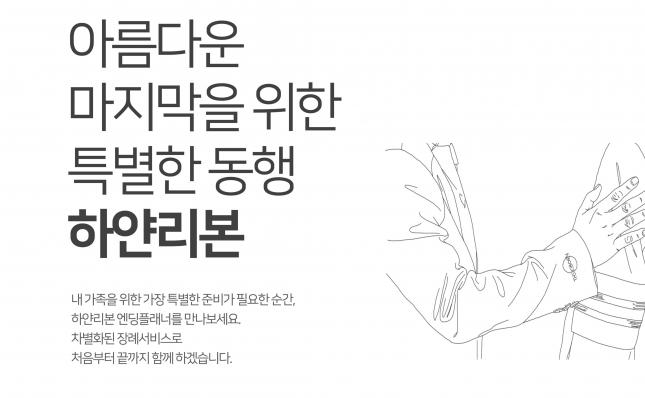 아름다운
마지막을 위한
특별한 동행
하얀리본
내 가족을 위한 가장 특별한 준비가 필요한 순간,
하얀리본 엔딩플래너를 만나보세요.
차별화된 장례서비스로
처음부터 끝까지 함께 하겠습니다.